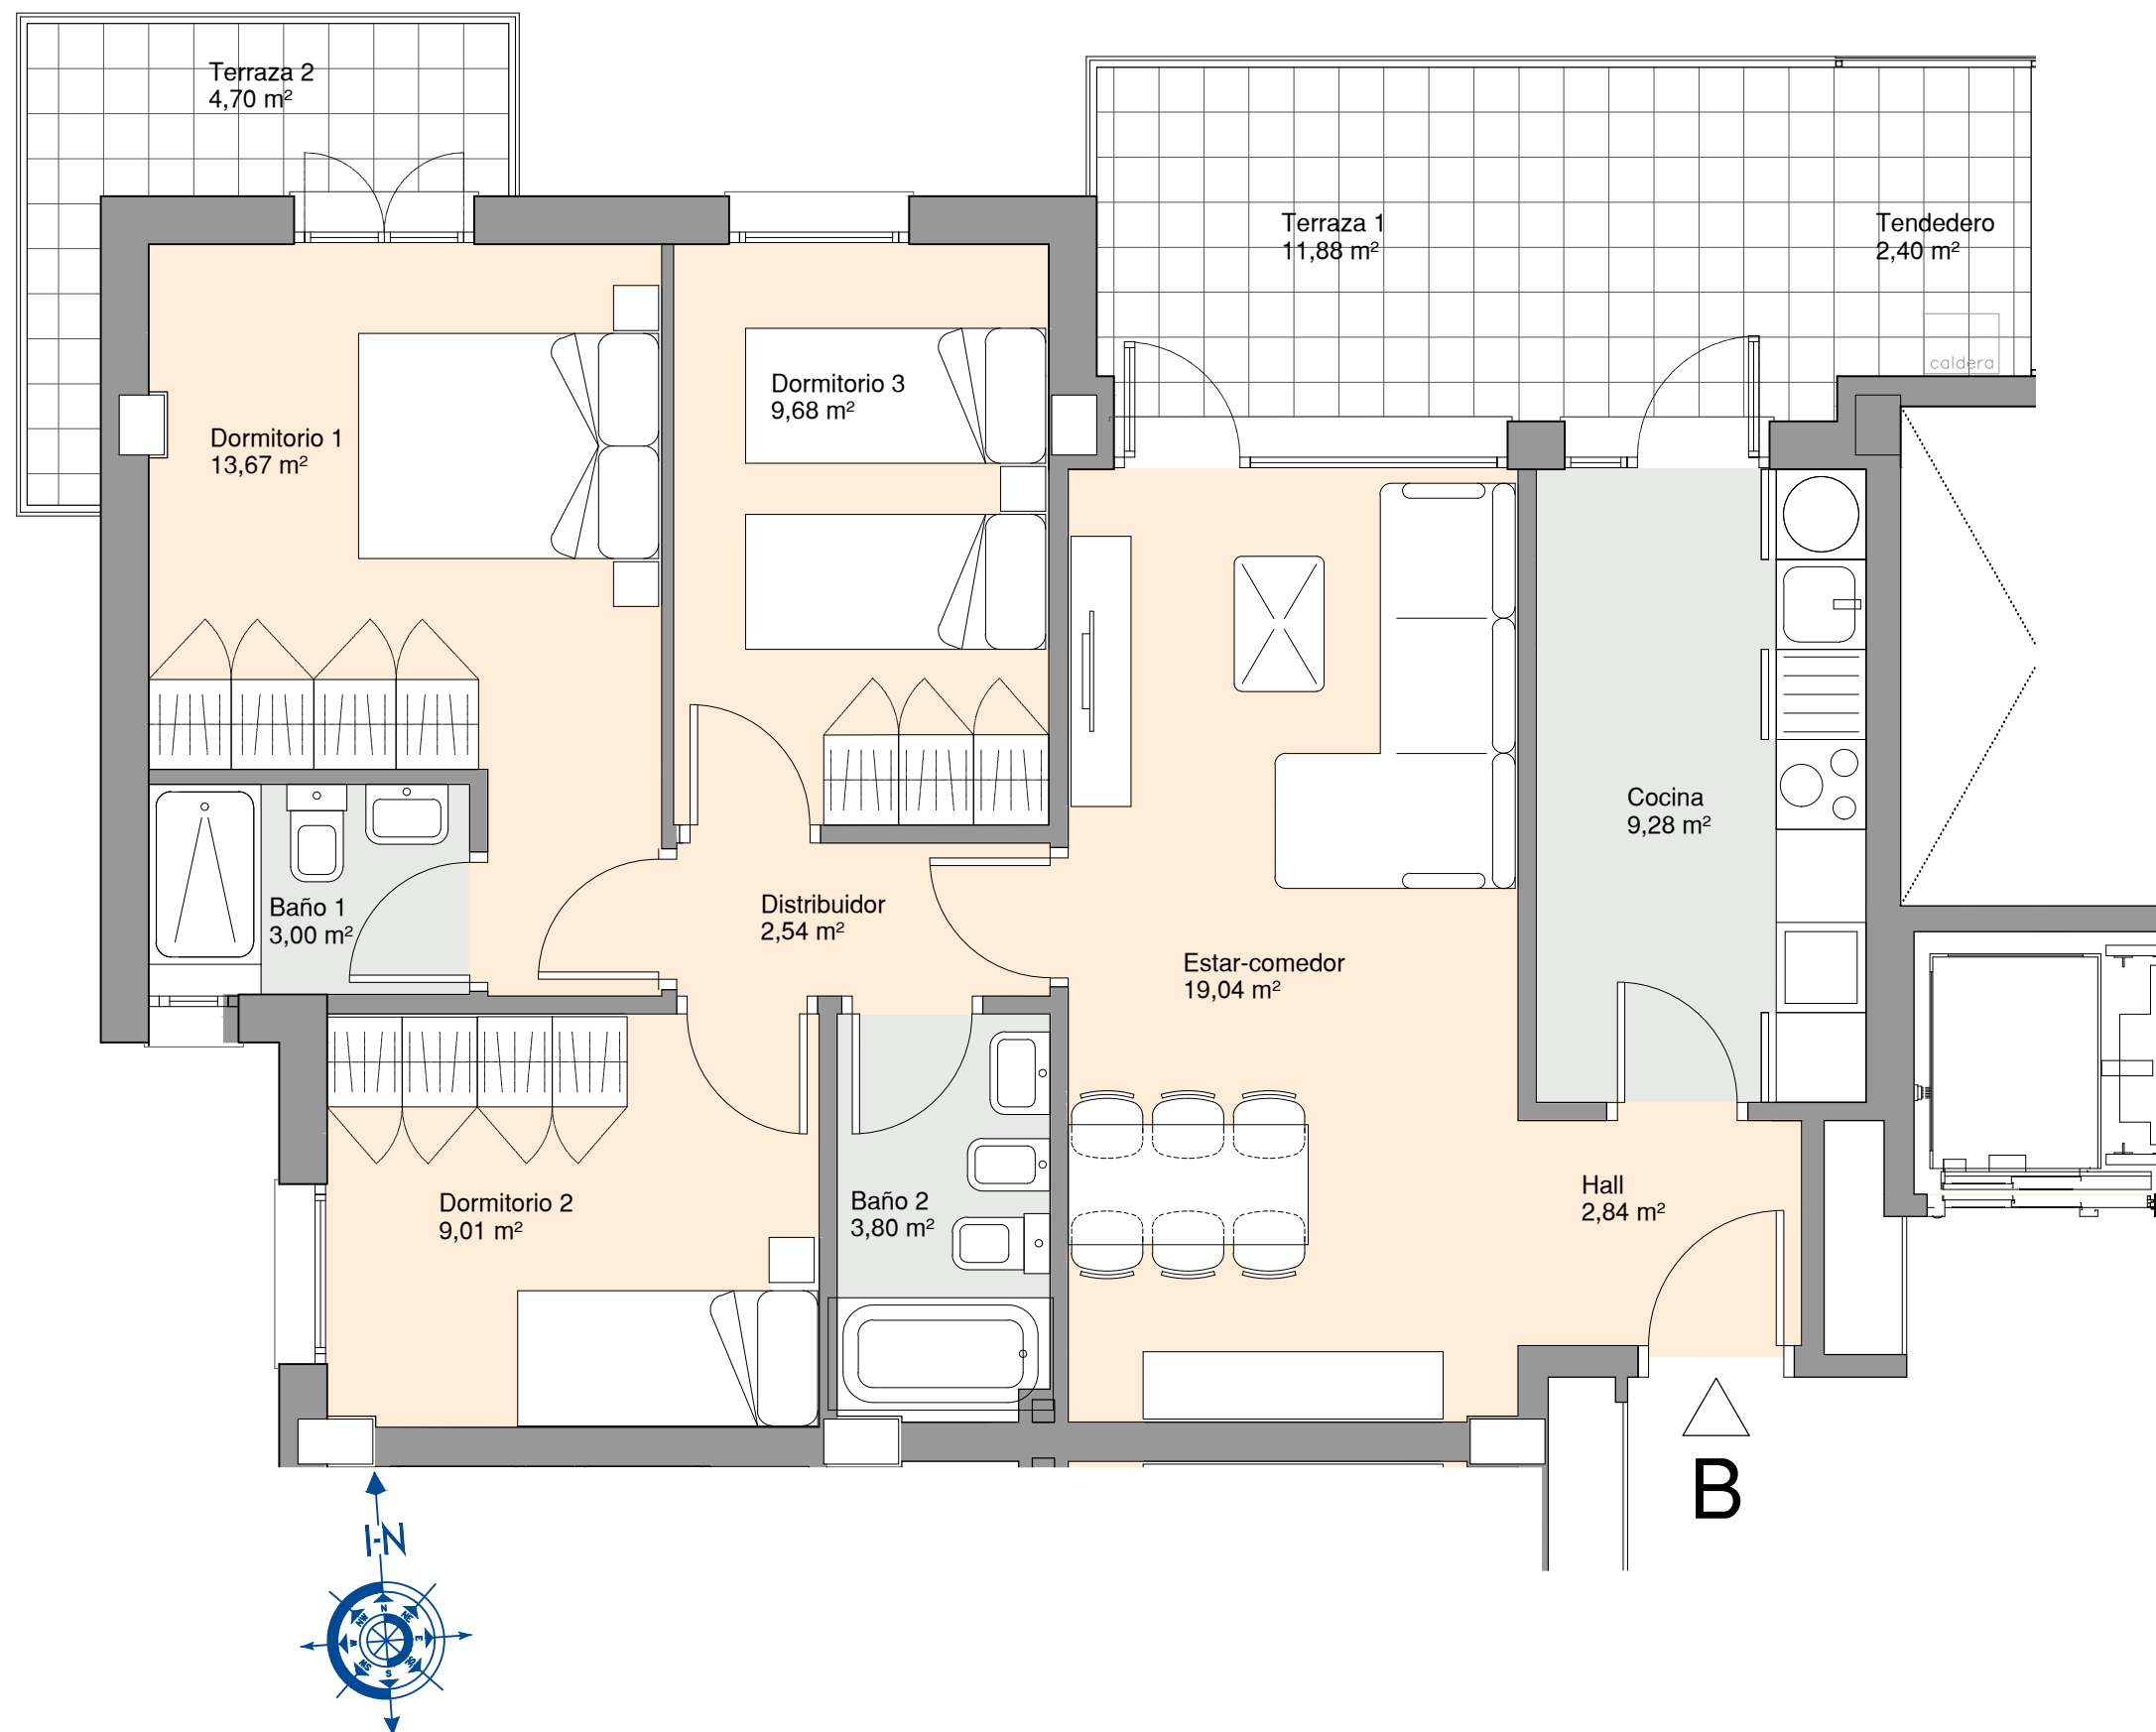 Terraza 2
4,70 m²
Terraza 1
11,88 m²
Tendedero
2,40 m²
caldera
Dormitorio 3
9,68 m²
Dormitorio 1
13,67 m²
Cocina
9,28 m²
Baño 1
3,00 m²
Distribuidor
2,54 m²
Estar-comedor
19,04 m²
Dormitorio 2
9,01 m²
Baño 2
3,80 m²
Hall
2,84 m²
B
N
NW
N
NE
W
E
SW
S